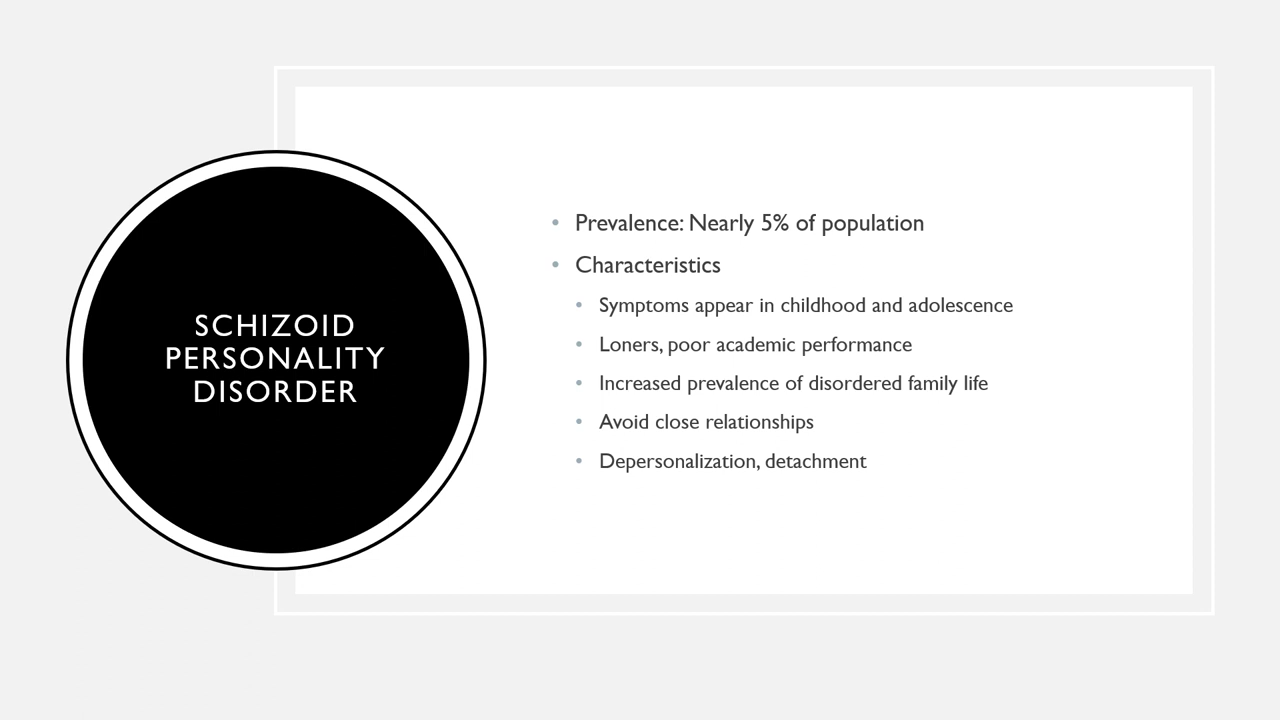 SCHIZOID
PERSONALITY
DISORDER
• Prevalence: Nearly 5% of population
• Characteristics
• Symptoms appear in childhood and adolescence
• Loners, poor academic performance
• Increased prevalence of disordered family life
• Avoid close relationships
• Depersonalization, detachment